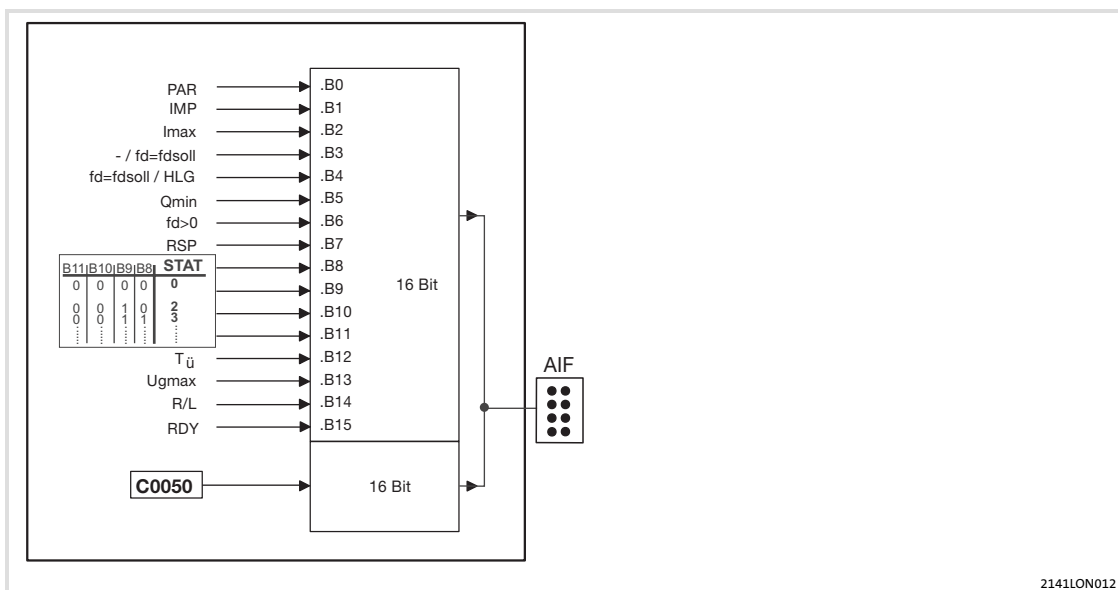 PAR .B0
IMP .B1
Imax .B2
- / fd=fdsoll .B3
fd=fdsoll / HLG .B4
Qmin .B5
fd>0 .B6
RSP .B7
B11 B10 B9 B8 STAT .B8
0 0 0 0 0 .B9
16 Bit
0 0 1 0 2 .B10
0 0 1 1 3
.B11
Tü .B12
AIF
Ugmax .B13
R/L .B14
RDY .B15
C0050 16 Bit
2141LON012